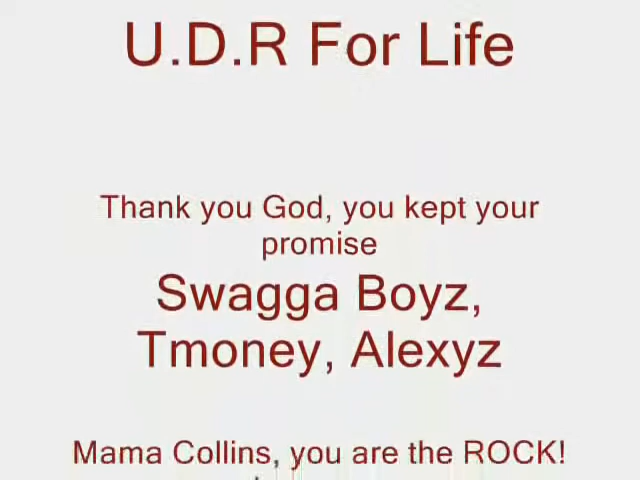 U.D.R For Life
Thank you God, you kept your
promise
Swagga Boyz,
Tmoney, Alexyz
Mama Collins, you are the ROCK!